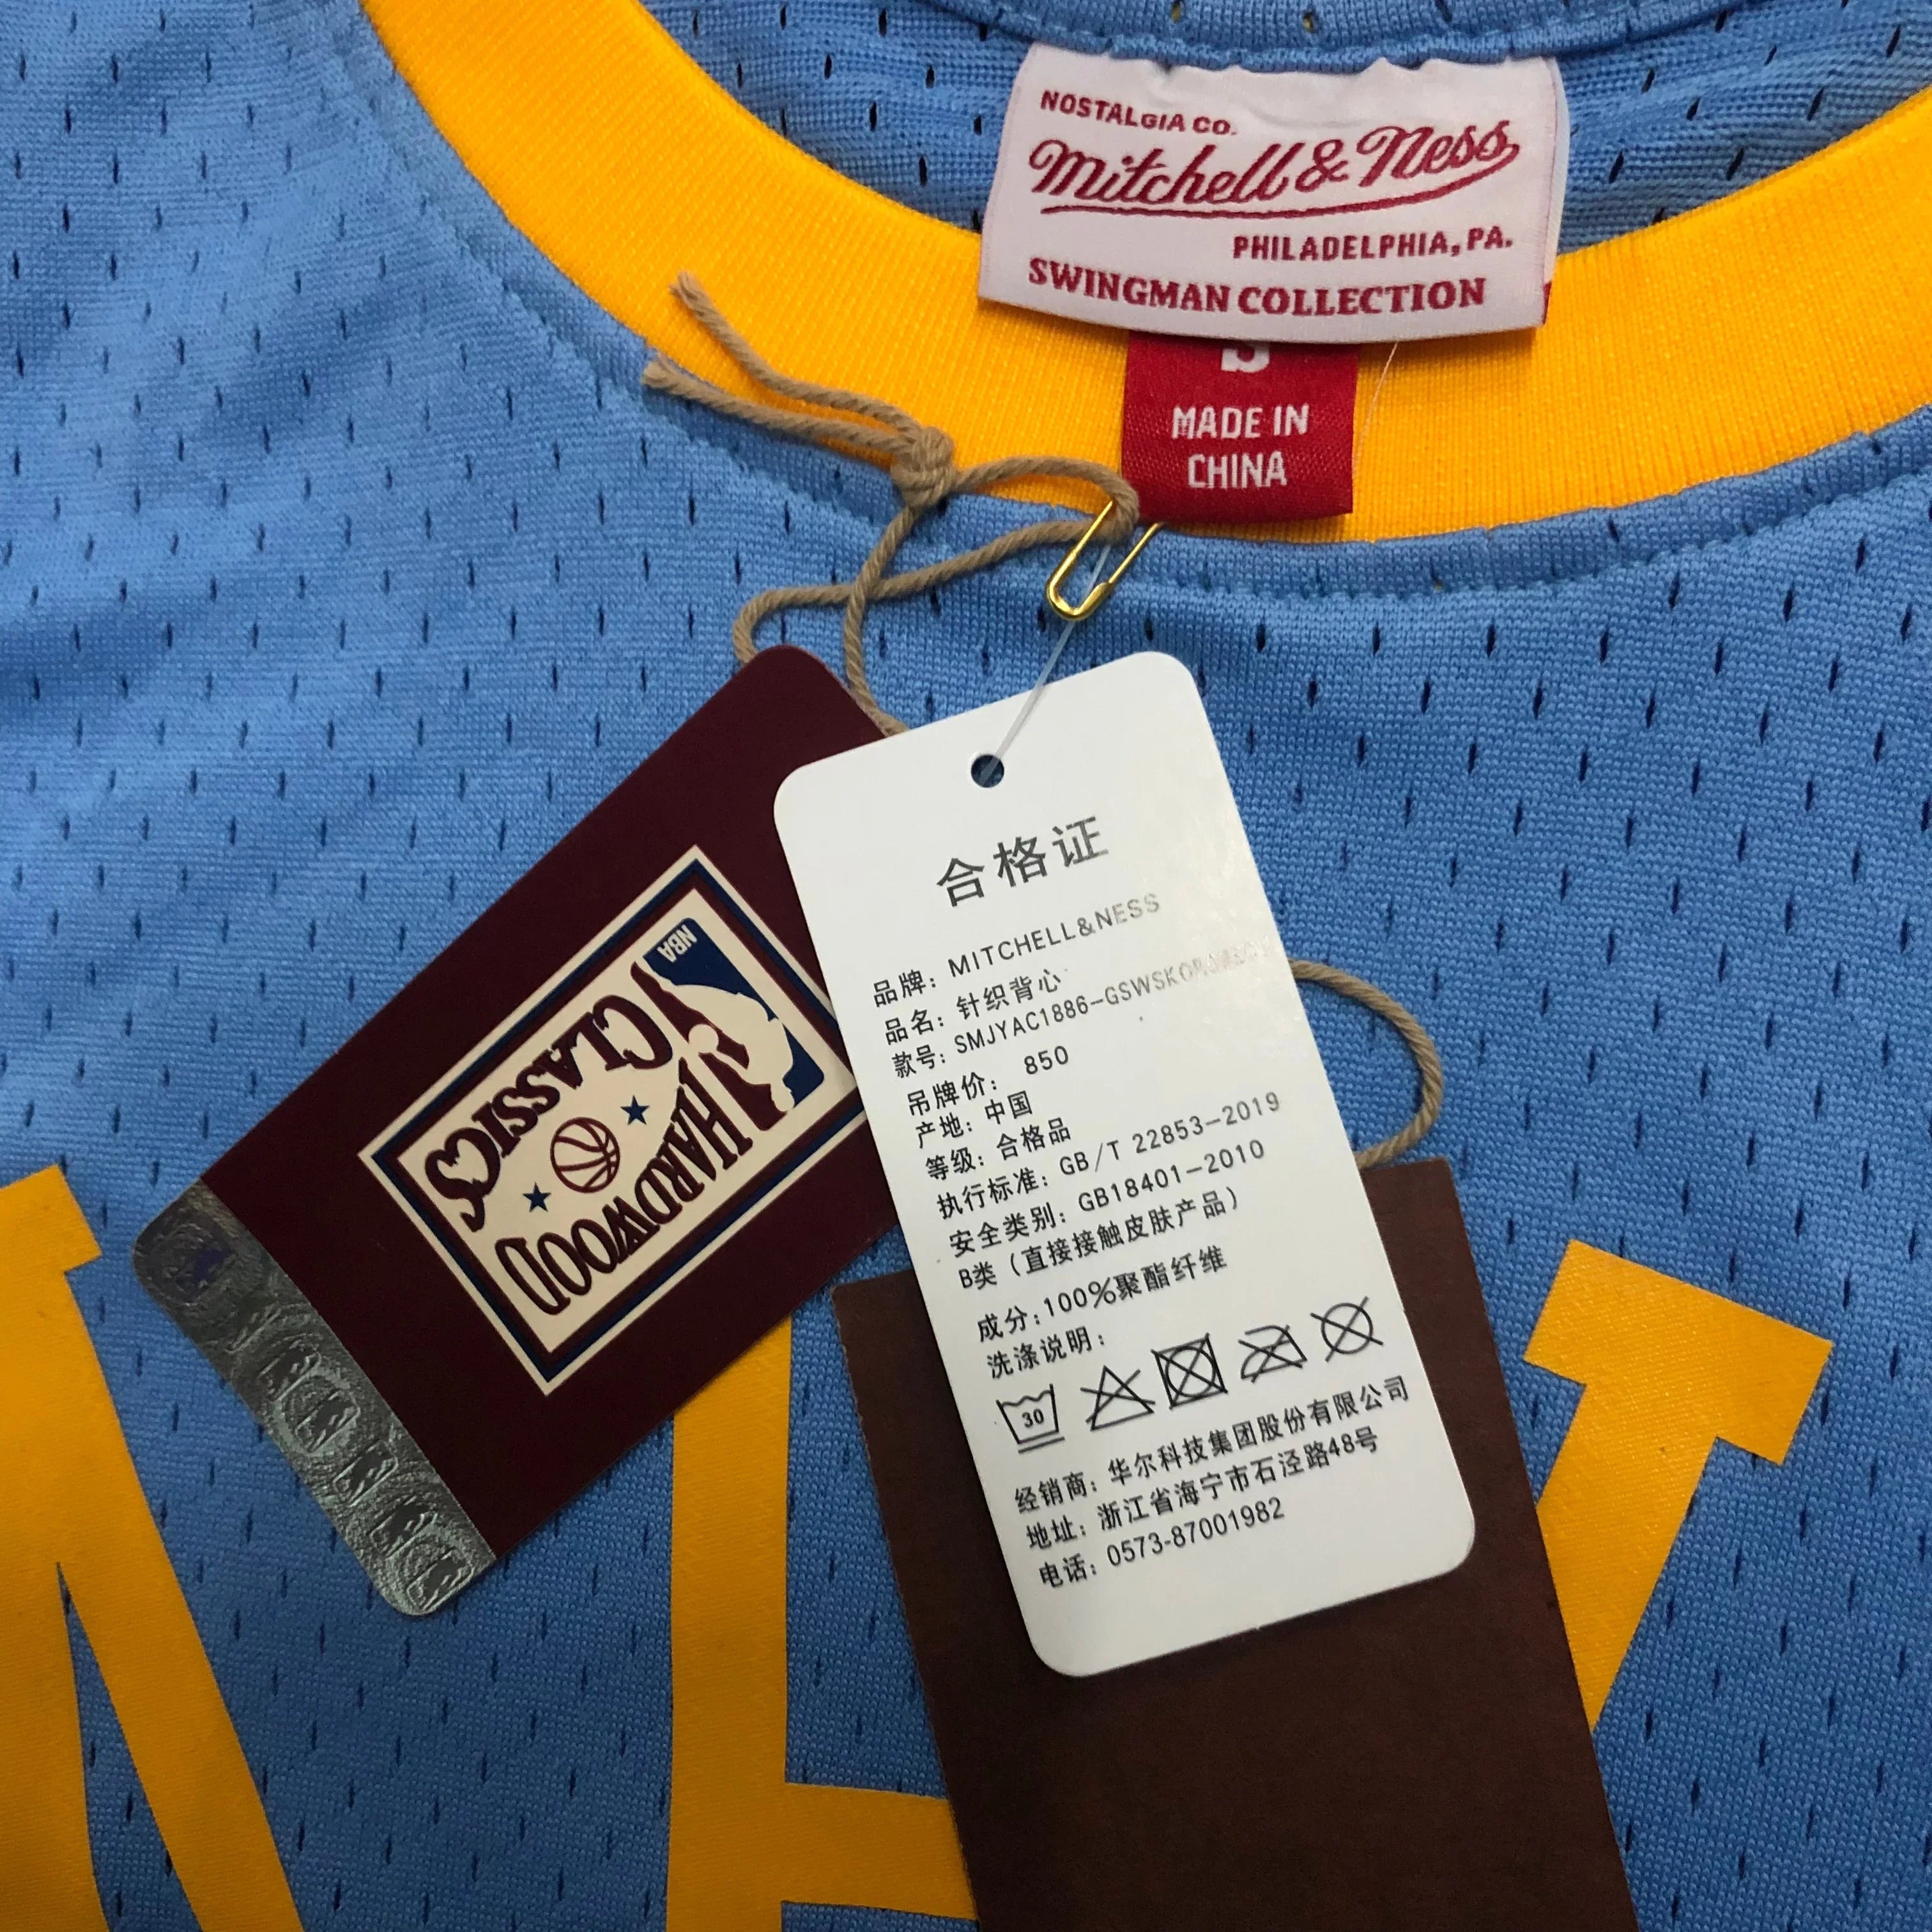 NOSTALGIA CO.
Mitchell & Ness
PHILADELPHIA, PA.
SWINGMAN COLLECTION
S
MADE IN
CHINA
NBA
HARDWOOD
CLASSICS
合格证
品牌：MITCHELL&NESS
品名：针织背心
款号：SMJYAC1886-GSWSKO
吊牌价： 850
产地：中国
等级：合格品
执行标准：GB/T 22853-2019
安全类别：GB18401-2010
B类（直接接触皮肤产品）
成分:100%聚酯纤维
洗涤说明：
30
经销商：华尔科技集团股份有限公司
地址：浙江省海宁市石泾路48号
电话：0573-87001982